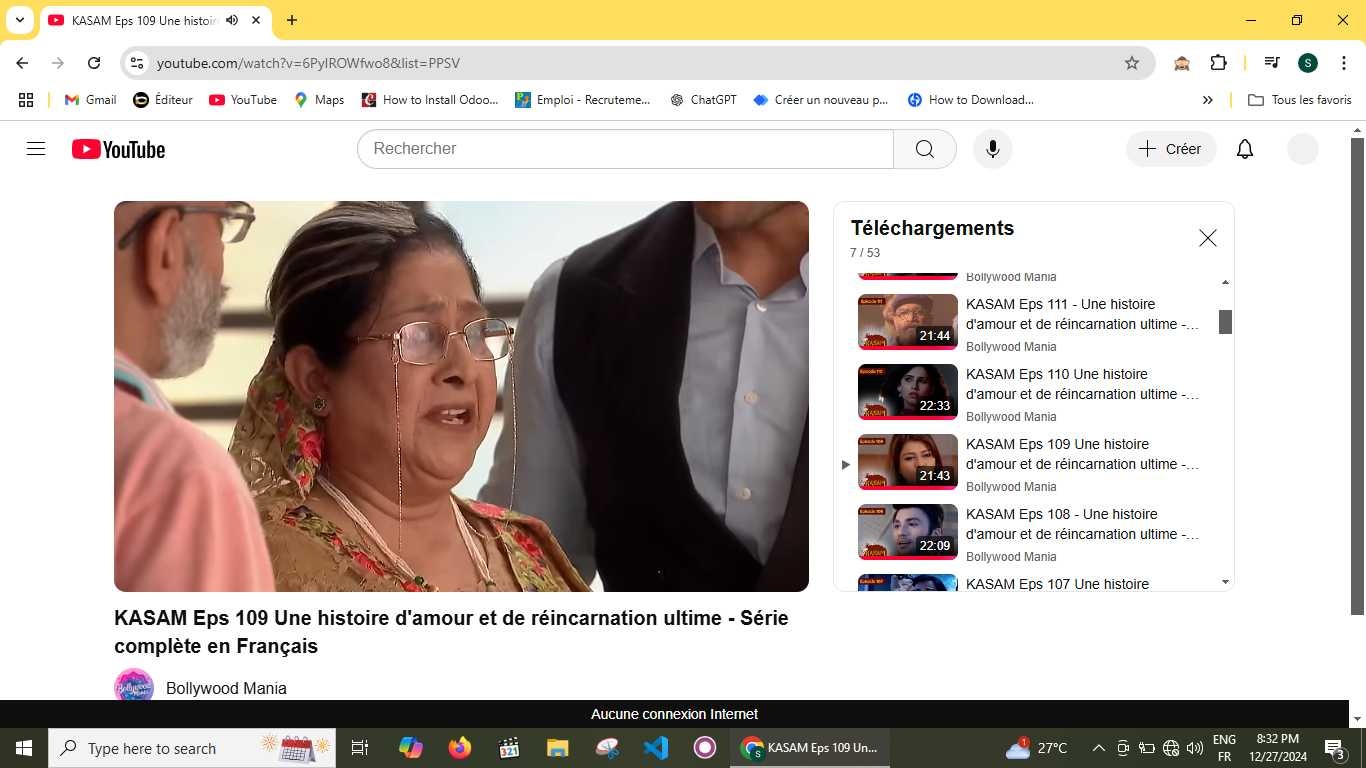 KASAM Eps 109 Une histoir
youtube.com/watch?v=6PylROWfwo8&list=PPSV
S
Gmail
Éditeur
YouTube
Maps
How to Install Odoo...
Emploi - Recruteme...
ChatGPT
Créer un nouveau p...
How to Download...
»
Tous les favoris
YouTube
Rechercher
Créer
Téléchargements
7 / 53
Bollywood Mania
KASAM Eps 111 - Une histoire
d'amour et de réincarnation ultime -...
21:44
Bollywood Mania
KASAM Eps 110 Une histoire
d'amour et de réincarnation ultime -...
22:33
Bollywood Mania
KASAM Eps 109 Une histoire
d'amour et de réincarnation ultime -...
21:43
Bollywood Mania
KASAM Eps 108 - Une histoire
d'amour et de réincarnation ultime -...
22:09
Bollywood Mania
KASAM Eps 107 Une histoire
KASAM Eps 109 Une histoire d'amour et de réincarnation ultime - Série
complète en Français
Bollywood Mania
Aucune connexion Internet
Type here to search
KASAM Eps 109 Un...
27°C
ENG
FR
8:32 PM
12/27/2024
3